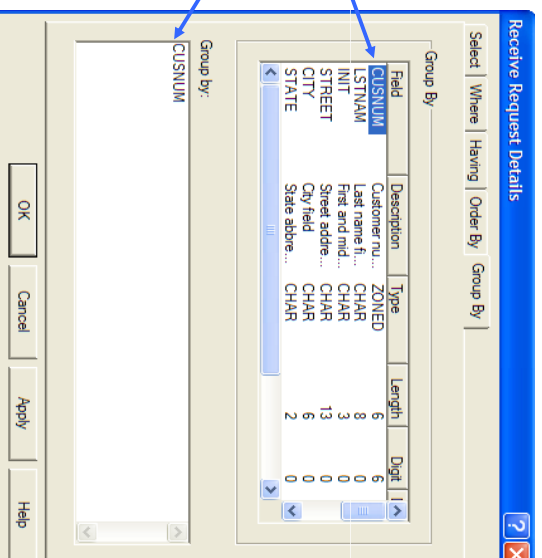 Receive Request Details
Select Where Having Order By Group By
Group By
Field Description Type Length Digit
CUSNUM Customer nu... ZONED 6 6
LSTNAM Last name fi... CHAR 8 0
INIT First and mid... CHAR 3 0
STREET Street addre... CHAR 13 0
CITY City field CHAR 6 0
STATE State abbre... CHAR 2 0
Group by:
CUSNUM
OK Cancel Apply Help